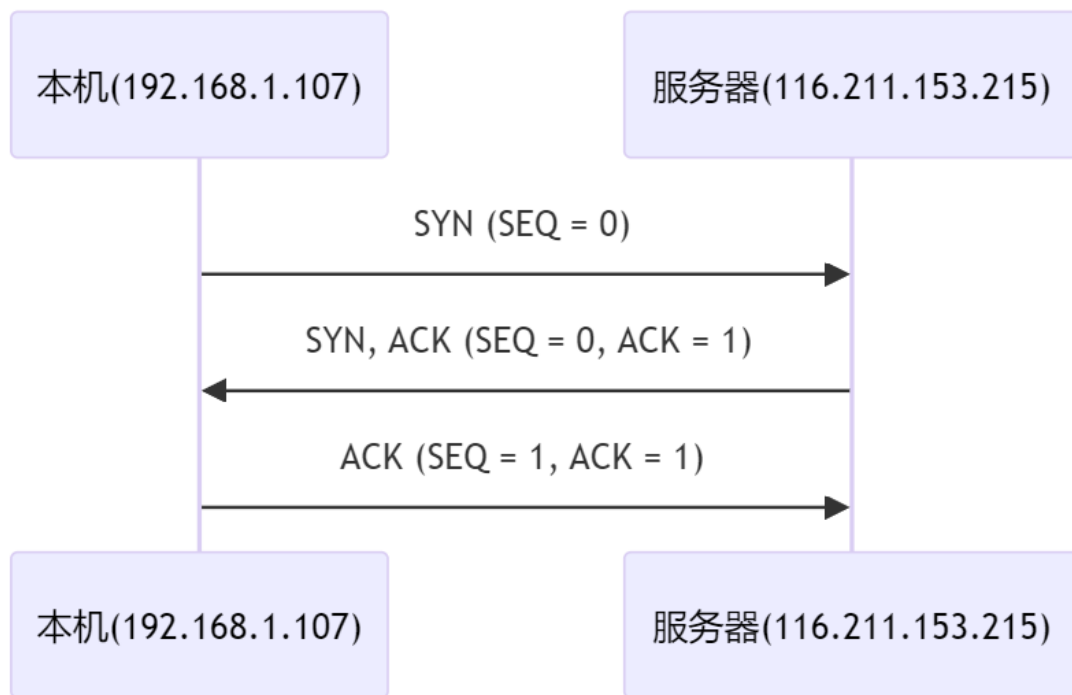 本机(192.168.1.107)
服务器(116.211.153.215)
SYN (SEQ = 0)
SYN, ACK (SEQ = 0, ACK = 1)
ACK (SEQ = 1, ACK = 1)
本机(192.168.1.107)
服务器(116.211.153.215)